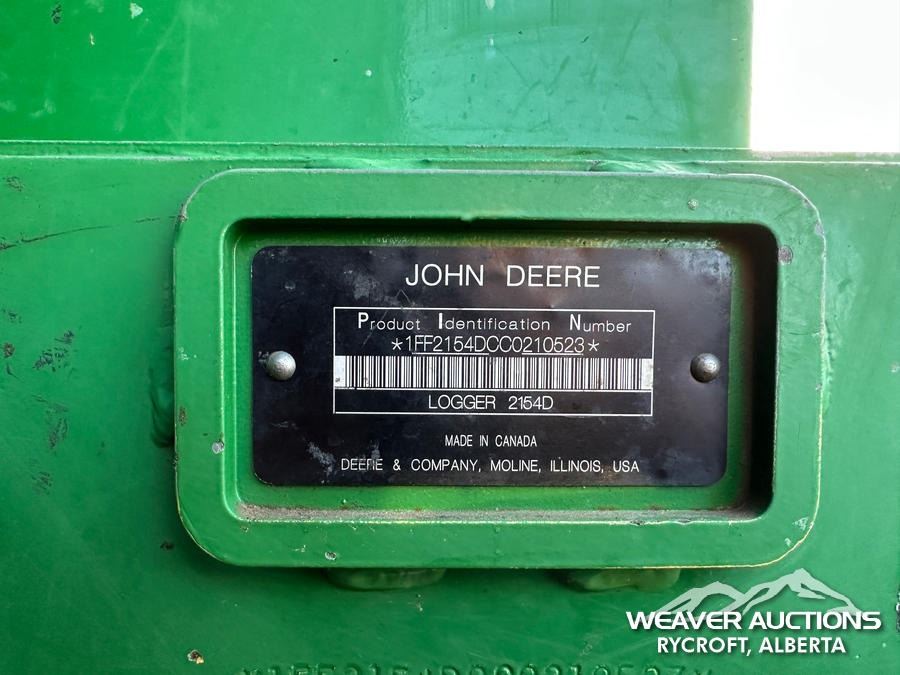 JOHN DEERE
Product Identification Number
*1FF2154DCC0210523*
LOGGER 2154D
MADE IN CANADA
DEERE & COMPANY, MOLINE, ILLINOIS, USA
WEAVER AUCTIONS
RYCROFT, ALBERTA